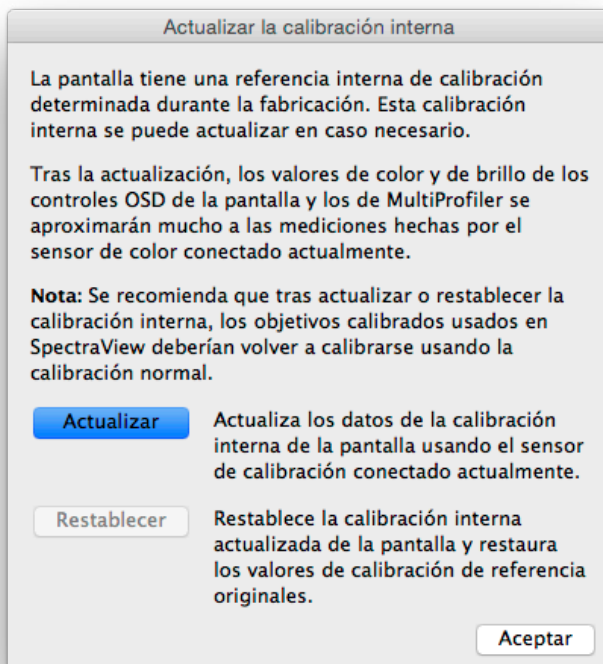 Actualizar la calibración interna
La pantalla tiene una referencia interna de calibración
determinada durante la fabricación. Esta calibración
interna se puede actualizar en caso necesario.
Tras la actualización, los valores de color y de brillo de los
controles OSD de la pantalla y los de MultiProfiler se
aproximarán mucho a las mediciones hechas por el
sensor de color conectado actualmente.
Nota: Se recomienda que tras actualizar o restablecer la
calibración interna, los objetivos calibrados usados en
SpectraView deberían volver a calibrarse usando la
calibración normal.
Actualizar
Actualiza los datos de la calibración
interna de la pantalla usando el sensor
de calibración conectado actualmente.
Restablecer
Restablece la calibración interna
actualizada de la pantalla y restaura
los valores de calibración de referencia
originales.
Aceptar